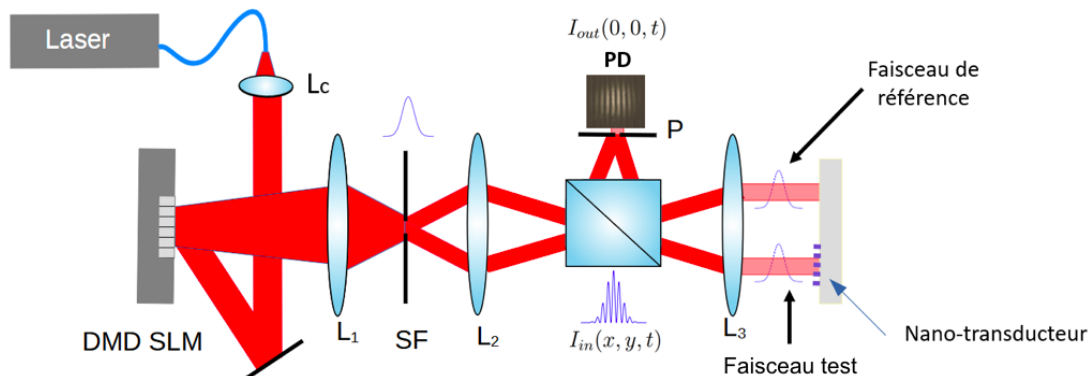 Laser
Lc
I_out(0, 0, t)
PD
P
Faisceau de
référence
DMD SLM
L1
SF
L2
I_in(x, y, t)
L3
Faisceau test
Nano-transducteur